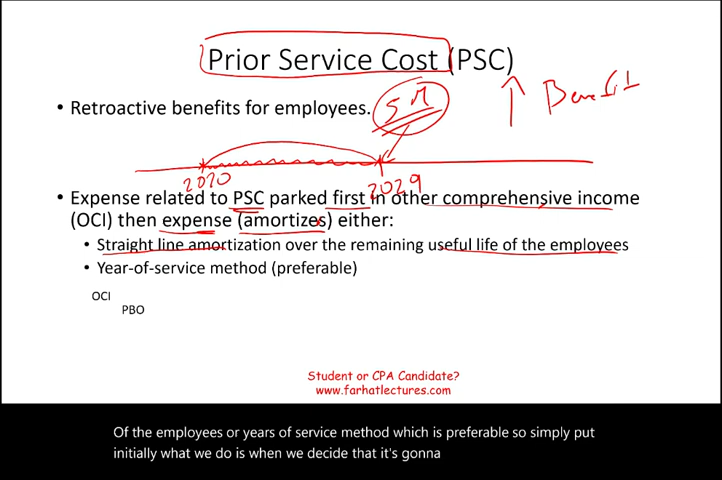 Prior Service Cost (PSC)
• Retroactive benefits for employees.
5 M
↑ Benefit
2020
2029
• Expense related to PSC parked first in other comprehensive income
(OCI) then expense (amortizes) either:
• Straight line amortization over the remaining useful life of the employees
• Year-of-service method (preferable)
OCI
PBO
Student or CPA Candidate?
www.farhatlectures.com
Of the employees or years of service method which is preferable so simply put
initially what we do is when we decide that it's gonna